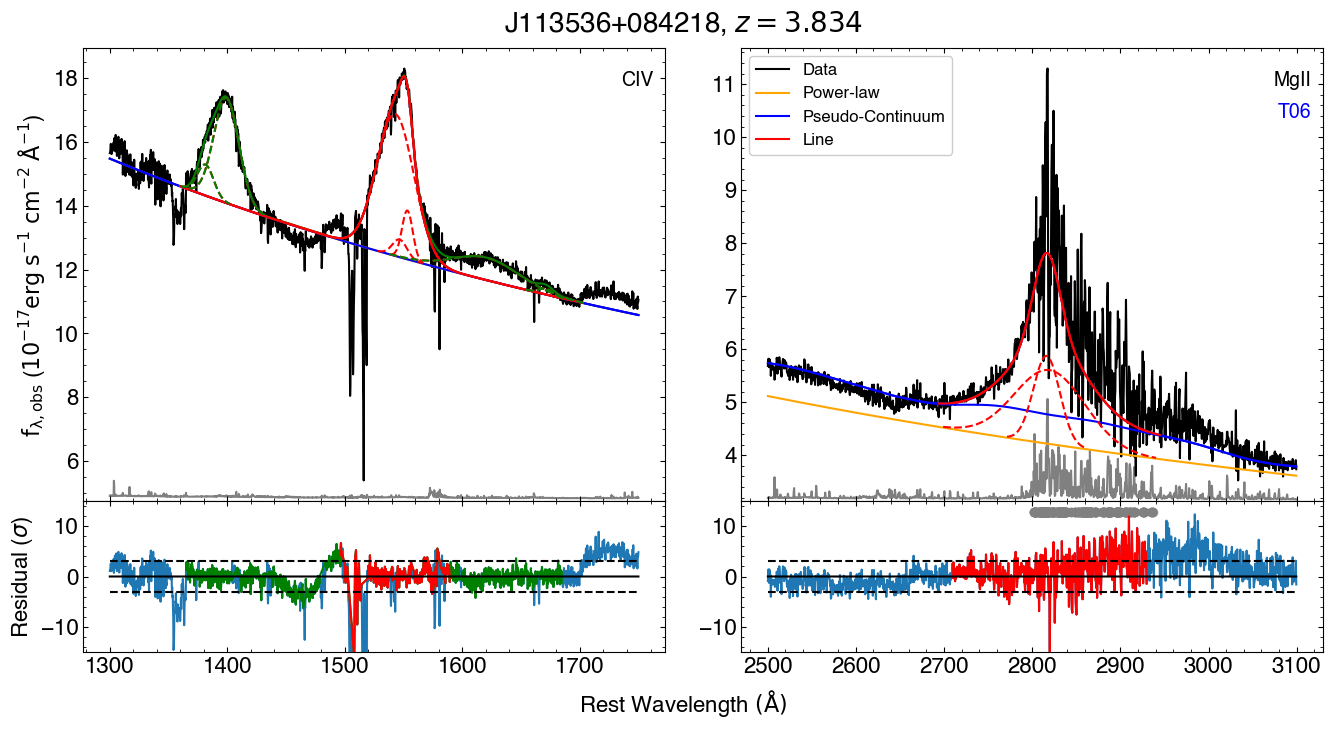 J113536+084218, z = 3.834
CIV
18
16
14
12
10
8
6
f_λ,obs (10^−17 erg s^−1 cm^−2 Å^−1)
Data
Power-law
Pseudo-Continuum
Line
MgII
T06
11
10
9
8
7
6
5
4
Residual (σ)
10
0
−10
10
0
−10
1300 1400 1500 1600 1700
2500 2600 2700 2800 2900 3000 3100
Rest Wavelength (Å)